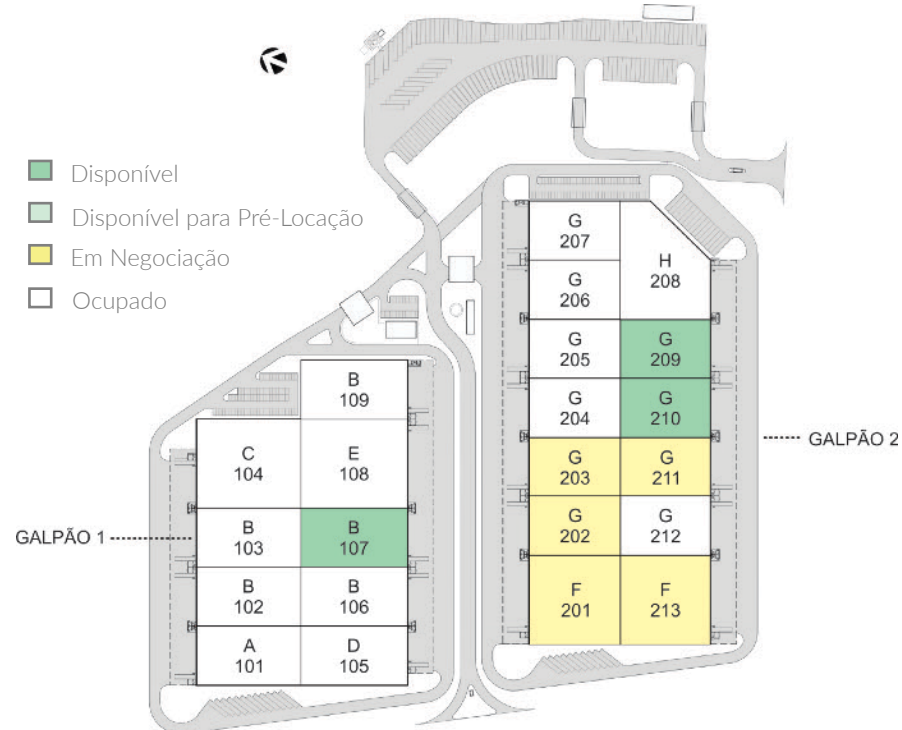 Disponível
Disponível para Pré-Locação
Em Negociação
Ocupado
GALPÃO 1
B
109
C
104
E
108
B
103
B
107
B
102
B
106
A
101
D
105
G
207
H
208
G
206
G
205
G
209
G
204
G
210
G
203
G
211
G
202
G
212
F
201
F
213
GALPÃO 2